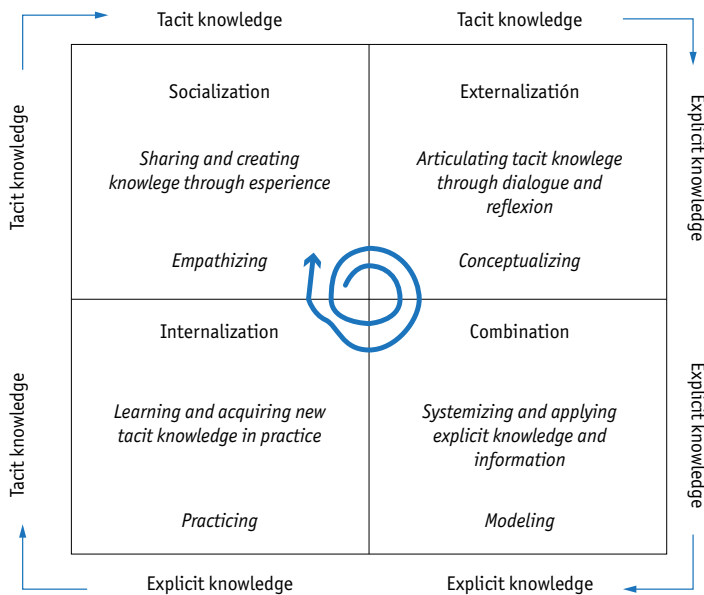 Tacit knowledge
Tacit knowledge
Tacit knowledge
Explicit knowledge
Socialization
Sharing and creating
knowlege through esperience
Empathizing
Externalizatión
Articulating tacit knowlege
through dialogue and
reflexion
Conceptualizing
Tacit knowledge
Explicit knowledge
Internalization
Learning and acquiring new
tacit knowledge in practice
Practicing
Combination
Systemizing and applying
explicit knowledge and
information
Modeling
Explicit knowledge
Explicit knowledge